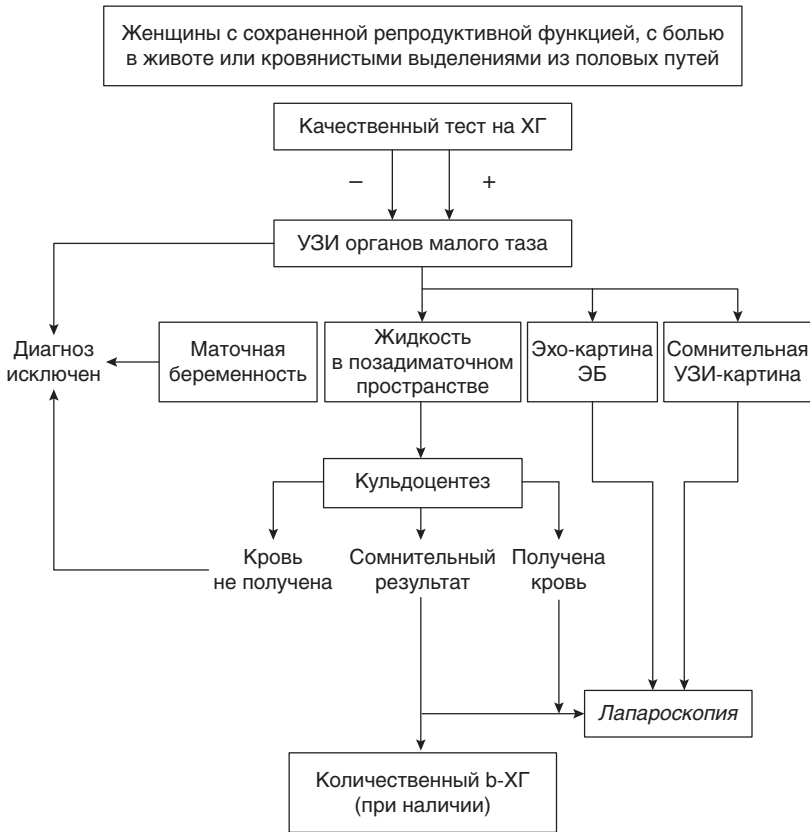 Женщины с сохраненной репродуктивной функцией, с болью
в животе или кровянистыми выделениями из половых путей
Качественный тест на ХГ
– +
УЗИ органов малого таза
Диагноз
исключен
Маточная
беременность
Жидкость
в позадиматочном
пространстве
Эхо-картина
ЭБ
Сомнительная
УЗИ-картина
Кульдоцентез
Кровь
не получена
Сомнительный
результат
Получена
кровь
Лапароскопия
Количественный b-ХГ
(при наличии)